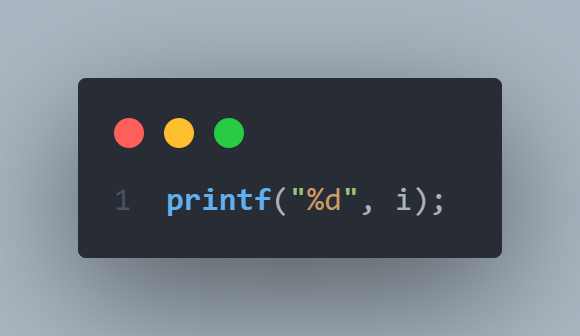 1 printf("%d", i);